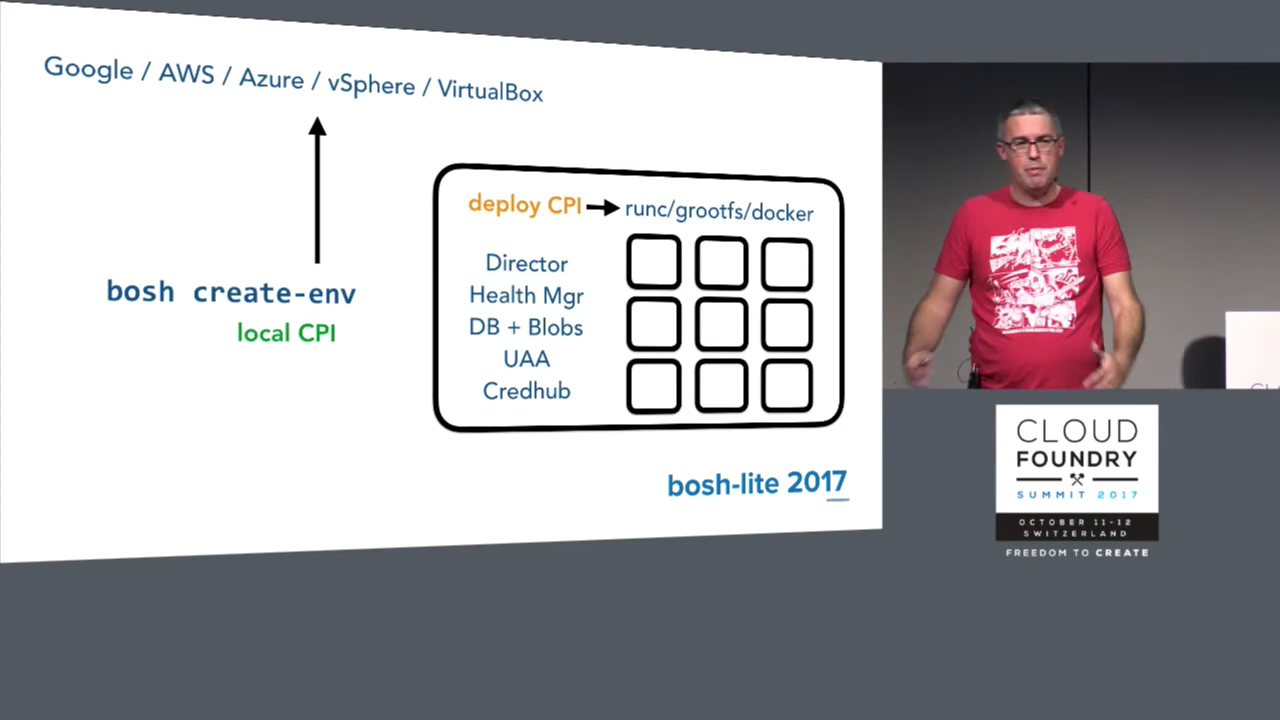 Google / AWS / Azure / vSphere / VirtualBox
deploy CPI
runc/grootfs/docker
Director
Health Mgr
DB + Blobs
UAA
Credhub
bosh create-env
local CPI
bosh-lite 2017
CLOUD
FOUNDRY
SUMMIT 2017
OCTOBER 11-12
SWITZERLAND
FREEDOM TO CREATE